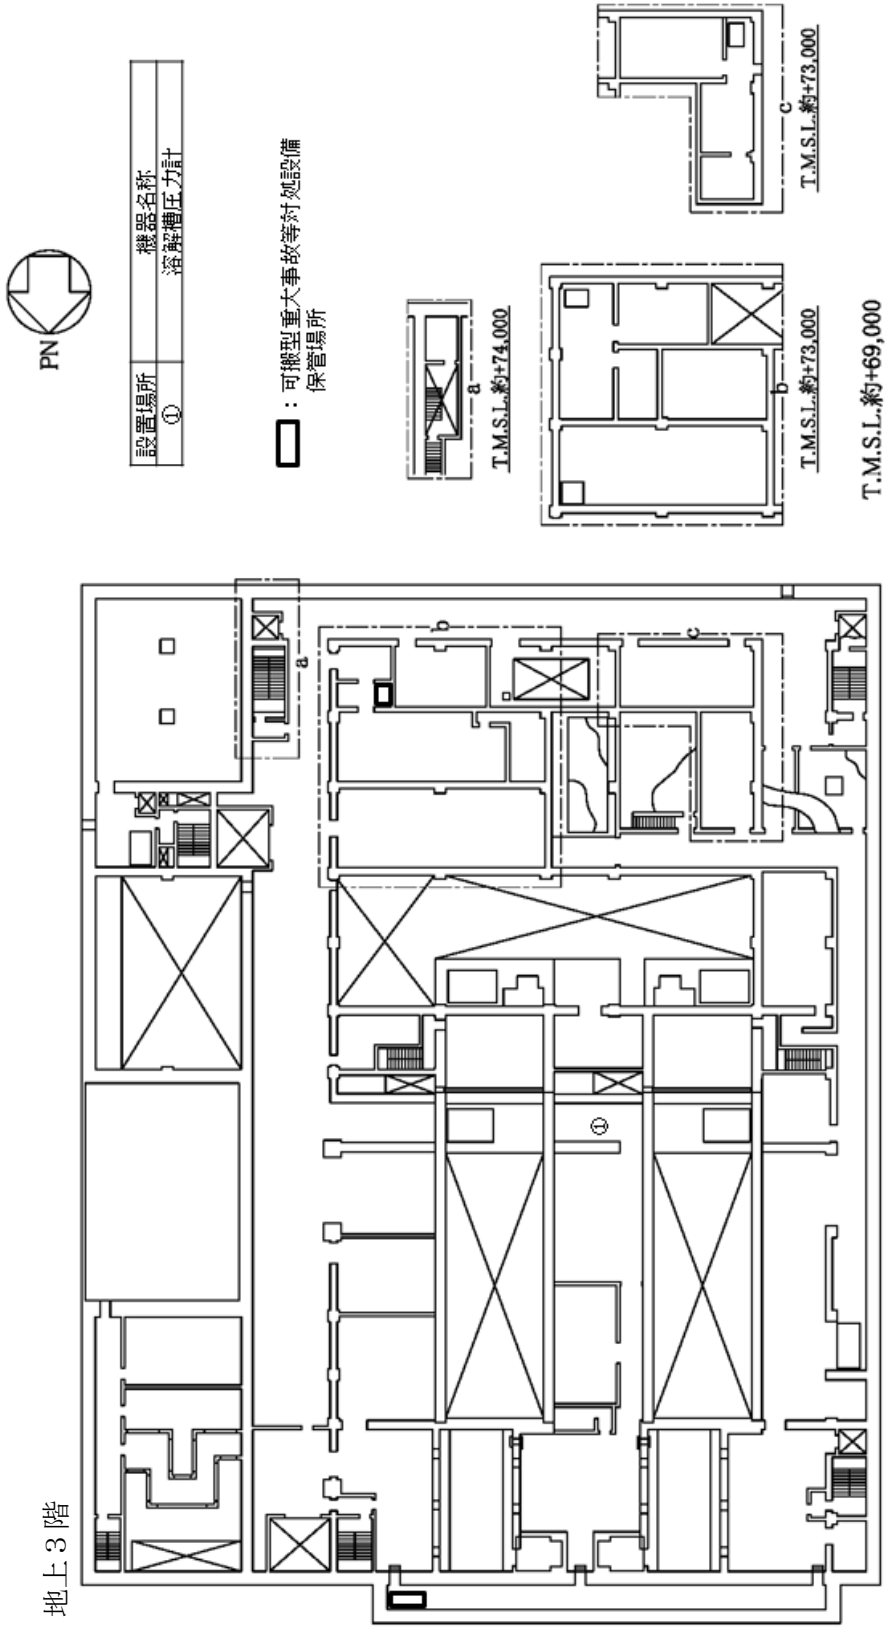 地上３階
PN
設置場所 機器名称
① 溶解槽圧力計
：可搬型重大事故等対処設備
保管場所
a
b
c
①
a
T.M.S.L.約+74,000
b
T.M.S.L.約+73,000
c
T.M.S.L.約+73,000
T.M.S.L.約+69,000